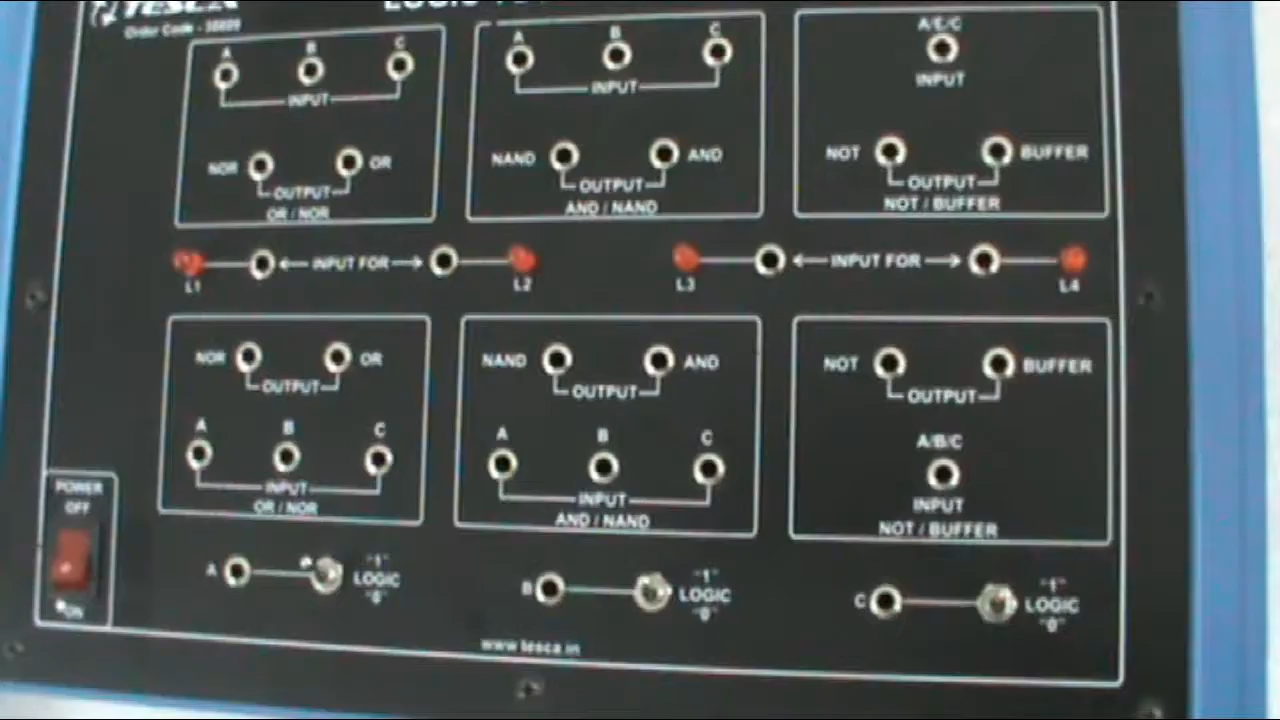 TESCA
LOGIC
Order Code -
A B C
INPUT
NOR OR
OUTPUT
OR / NOR
A B C
INPUT
NAND AND
OUTPUT
AND / NAND
INPUT
NOT BUFFER
OUTPUT
NOT / BUFFER
L1 INPUT FOR L2
L3 INPUT FOR L4
NOR OR
OUTPUT
A B C
INPUT
OR / NOR
NAND AND
OUTPUT
A B C
INPUT
AND / NAND
NOT BUFFER
OUTPUT
A/B/C
INPUT
NOT / BUFFER
POWER
OFF
ON
A "1"
LOGIC
"0"
B "1"
LOGIC
"0"
C "1"
LOGIC
"0"
www.tesca.in